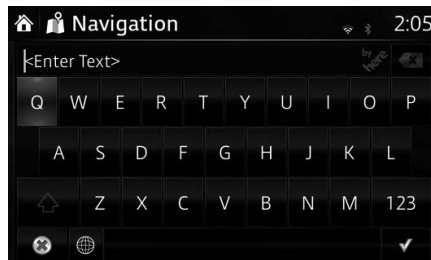 Navigation 2:05
<Enter Text> by here
Q W E R T Y U I O P
A S D F G H J K L
Z X C V B N M 123